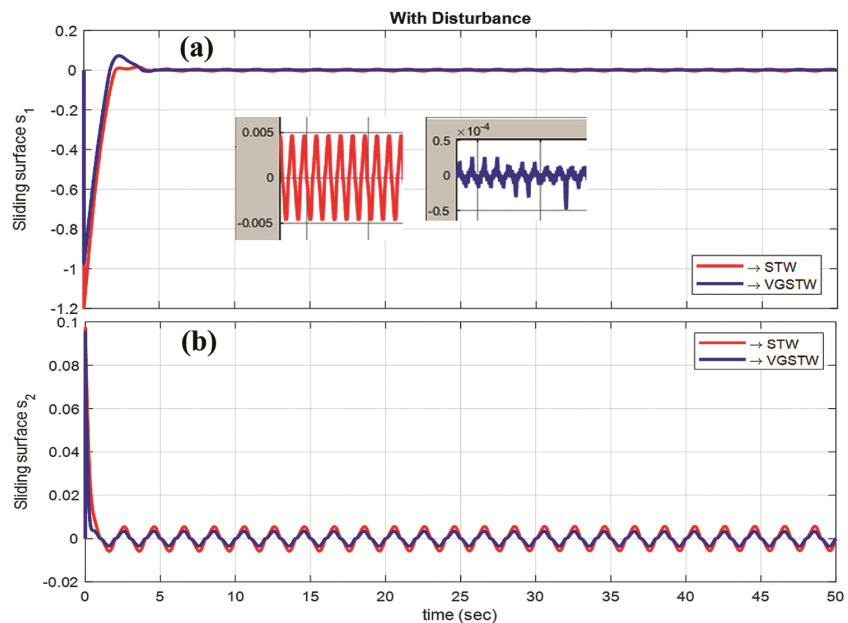 With Disturbance
(a)
Sliding surface s1
0.2
0
-0.2
-0.4
-0.6
-0.8
-1
-1.2
0.005
0
-0.005
×10-4
0.5
0
-0.5
→ STW
→ VGSTW
(b)
Sliding surface s2
0.1
0.08
0.06
0.04
0.02
0
-0.02
→ STW
→ VGSTW
0 5 10 15 20 25 30 35 40 45 50
time (sec)